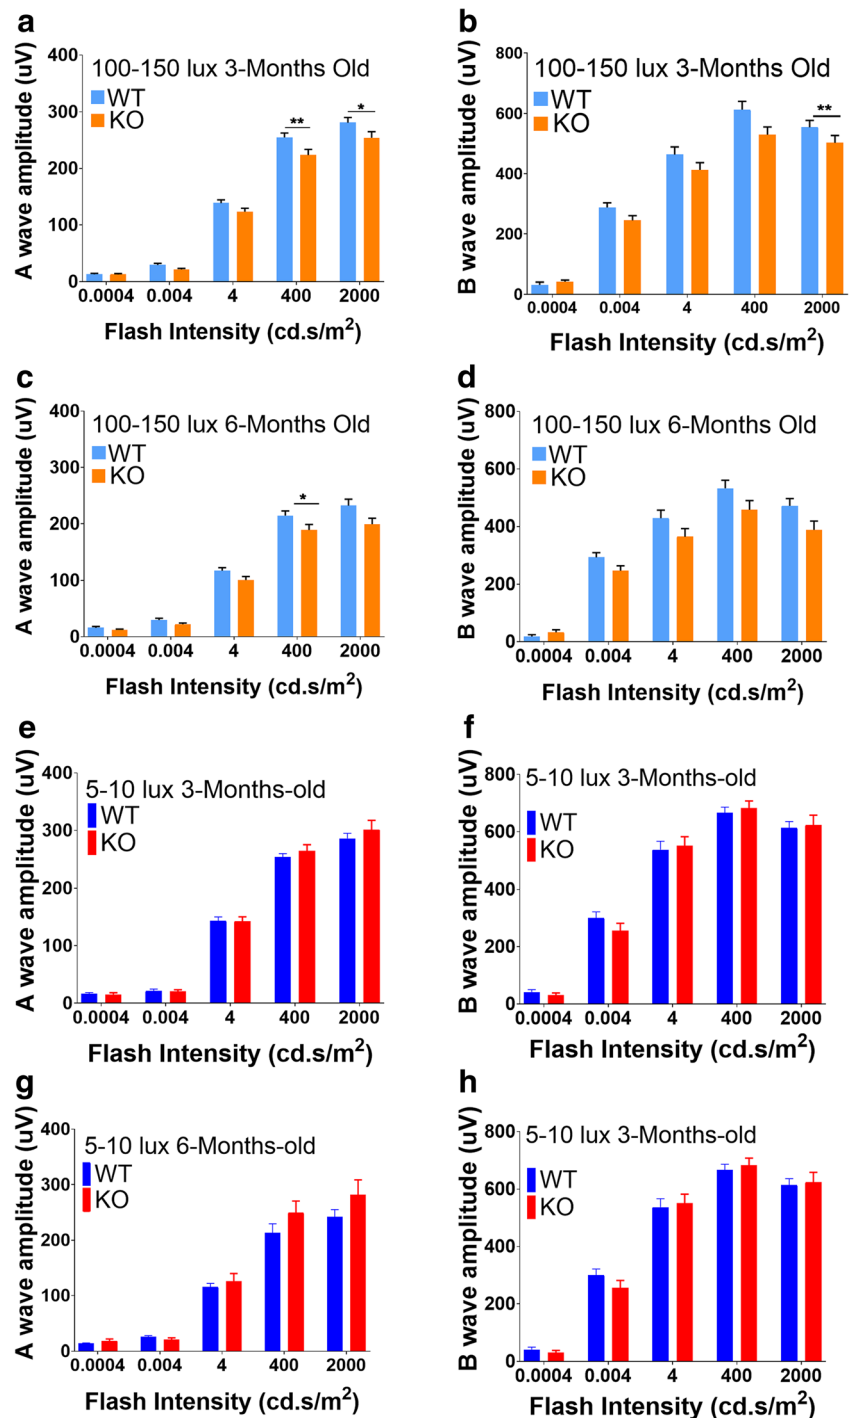 a
A wave amplitude (uV)
400
300
200
100
0
100-150 lux 3-Months Old
WT
KO
**
*
0.0004 0.004 4 400 2000
Flash Intensity (cd.s/m²)
b
B wave amplitude (uV)
800
600
400
200
0
100-150 lux 3-Months Old
WT
KO
**
0.0004 0.004 4 400 2000
Flash Intensity (cd.s/m²)
c
A wave amplitude (uV)
400
300
200
100
0
100-150 lux 6-Months Old
WT
KO
*
0.0004 0.004 4 400 2000
Flash Intensity (cd.s/m²)
d
B wave amplitude (uV)
800
600
400
200
0
100-150 lux 6-Months Old
WT
KO
0.0004 0.004 4 400 2000
Flash Intensity (cd.s/m²)
e
A wave amplitude (uV)
400
300
200
100
0
5-10 lux 3-Months-old
WT
KO
0.0004 0.004 4 400 2000
Flash Intensity (cd.s/m²)
f
B wave amplitude (uV)
800
600
400
200
0
5-10 lux 3-Months-old
WT
KO
0.0004 0.004 4 400 2000
Flash Intensity (cd.s/m²)
g
A wave amplitude (uV)
400
300
200
100
0
5-10 lux 6-Months-old
WT
KO
0.0004 0.004 4 400 2000
Flash Intensity (cd.s/m²)
h
B wave amplitude (uV)
800
600
400
200
0
5-10 lux 3-Months-old
WT
KO
0.0004 0.004 4 400 2000
Flash Intensity (cd.s/m²)